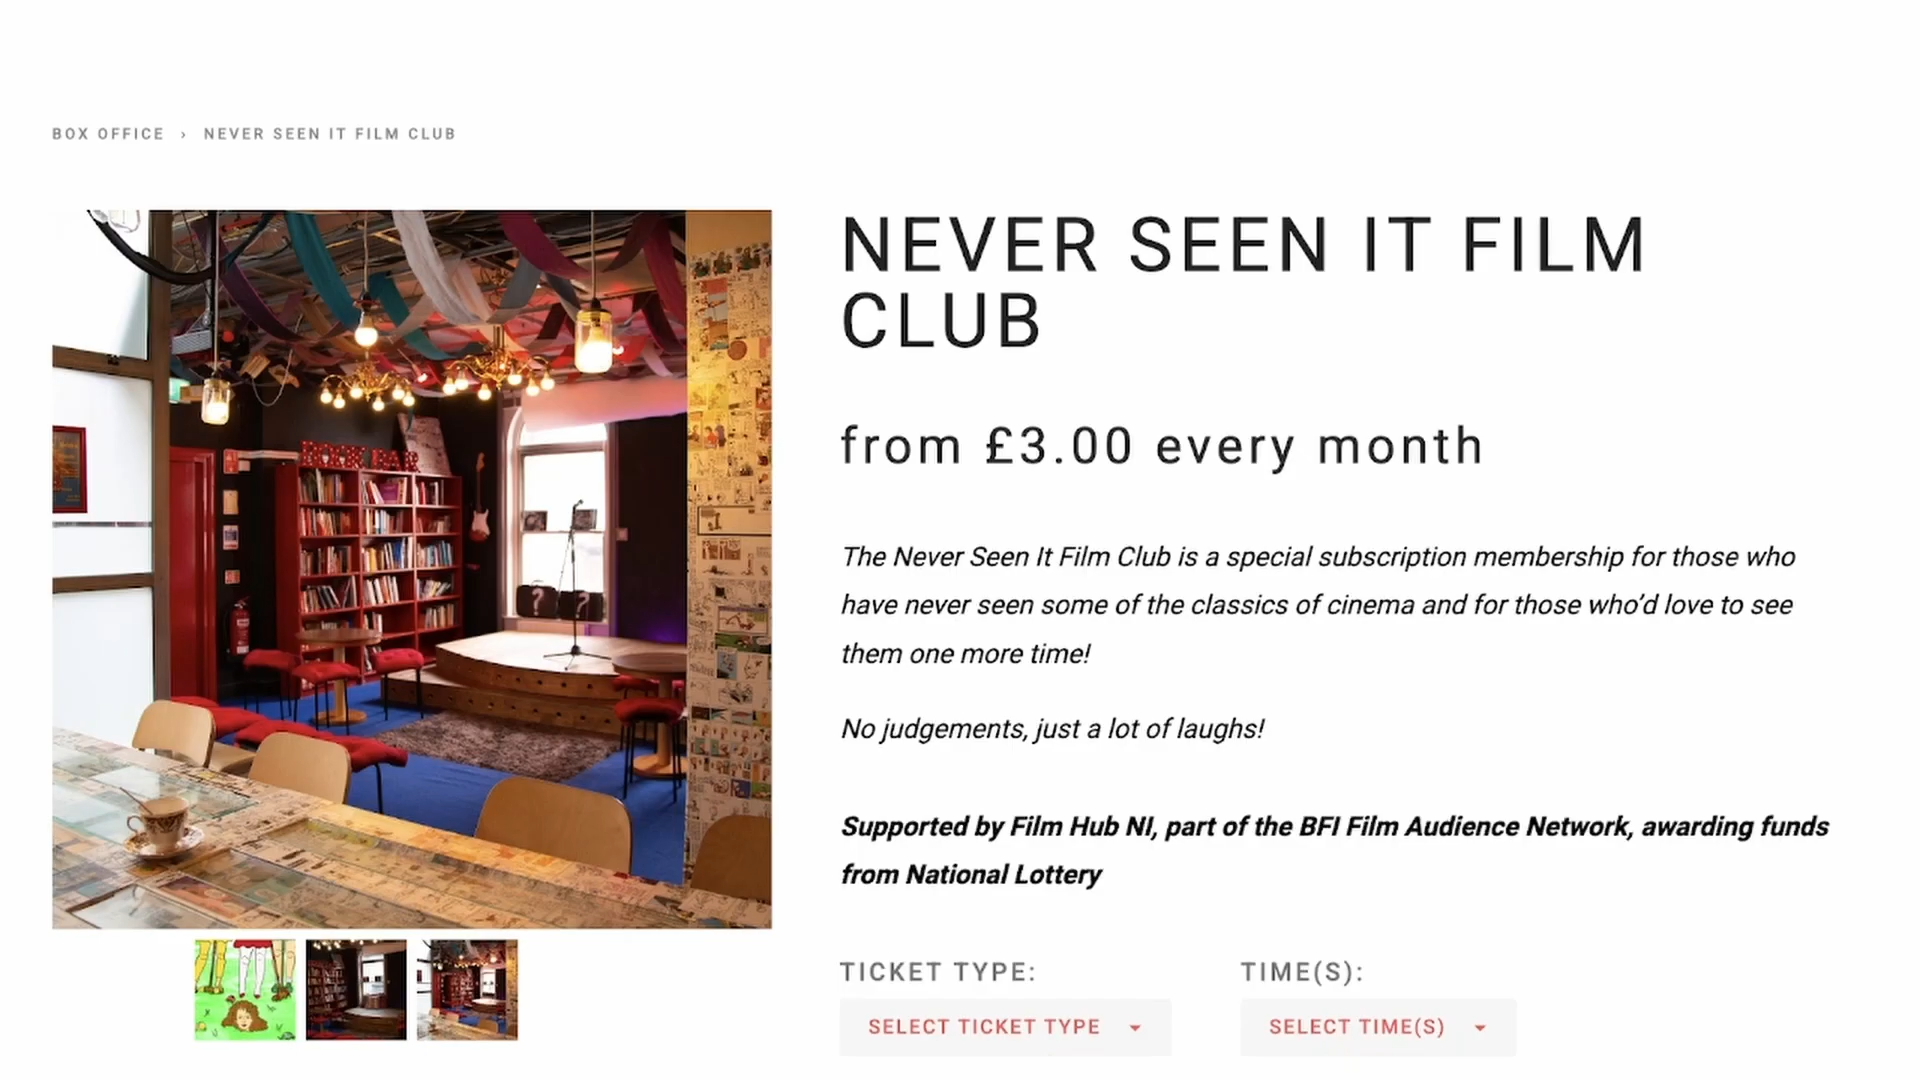 BOX OFFICE › NEVER SEEN IT FILM CLUB
NEVER SEEN IT FILM
CLUB
from £3.00 every month
The Never Seen It Film Club is a special subscription membership for those who
have never seen some of the classics of cinema and for those who’d love to see
them one more time!
No judgements, just a lot of laughs!
Supported by Film Hub NI, part of the BFI Film Audience Network, awarding funds
from National Lottery
TICKET TYPE:
TIME(S):
SELECT TICKET TYPE
SELECT TIME(S)
BAR
? ?